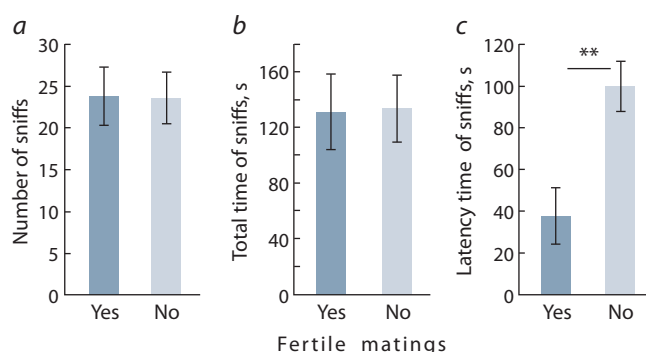 a
Number of sniffs
30
25
20
15
10
5
0
Yes No
b
Total time of sniffs, s
160
120
80
40
0
Yes No
c
Latency time of sniffs, s
120
100
80
60
40
20
0
**
Yes No
Fertile matings